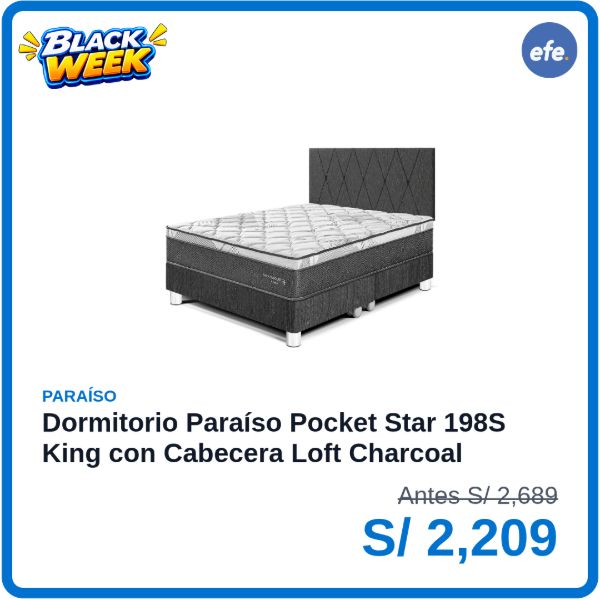 BLACK
WEEK
efe.
PARAÍSO
Dormitorio Paraíso Pocket Star 198S
King con Cabecera Loft Charcoal
Antes S/ 2,689
S/ 2,209